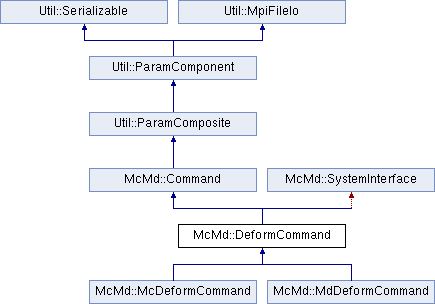 Util::Serializable
Util::MpiFileIo
Util::ParamComponent
Util::ParamComposite
McMd::Command
McMd::SystemInterface
McMd::DeformCommand
McMd::McDeformCommand
McMd::MdDeformCommand